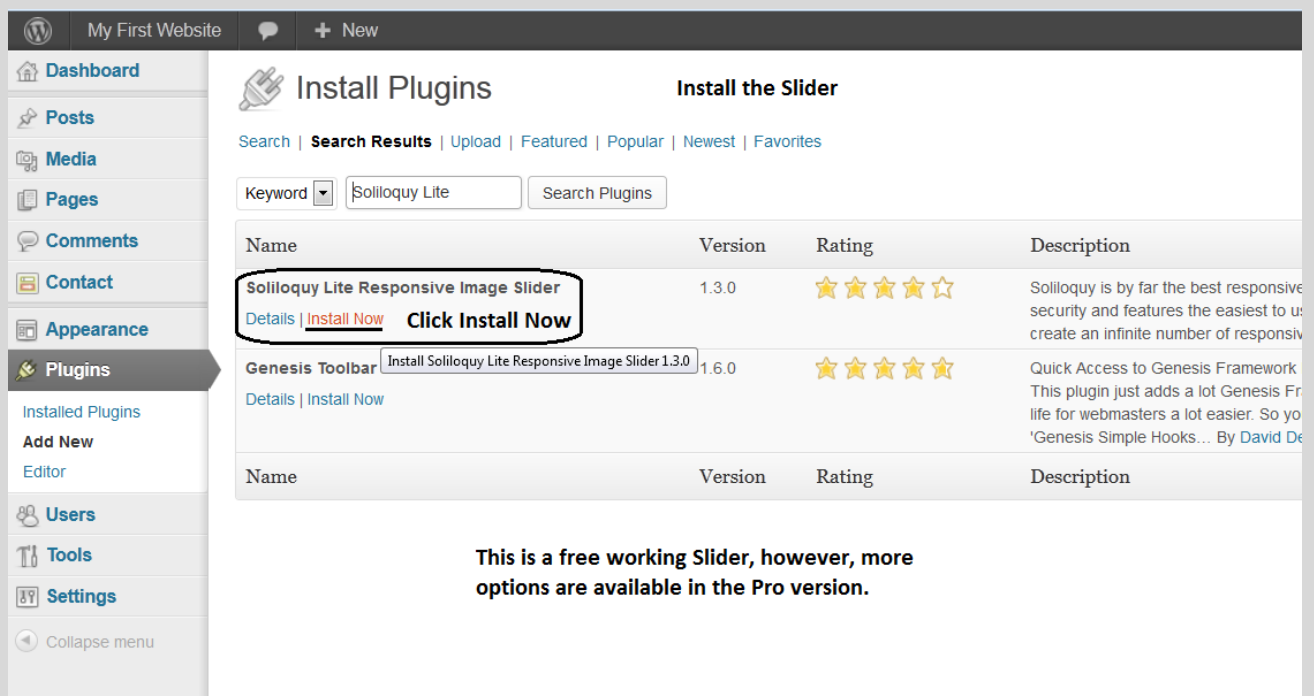 My First Website
New
Dashboard
Posts
Media
Pages
Comments
Contact
Appearance
Plugins
Installed Plugins
Add New
Editor
Users
Tools
Settings
Collapse menu
Install Plugins
Install the Slider
Search | Search Results | Upload | Featured | Popular | Newest | Favorites
Keyword Soliloquy Lite Search Plugins
Name Version Rating Description
Soliloquy Lite Responsive Image Slider 1.3.0 Soliloquy is by far the best responsive
Details | Install Now Click Install Now security and features the easiest to
create an infinite number of
Install Soliloquy Lite Responsive Image Slider 1.3.0
Genesis Toolbar 1.6.0 Quick Access to Genesis Framework
Details | Install Now This plugin just adds a lot Genesis
life for webmasters a lot easier. So
'Genesis Simple Hooks… By David
Name Version Rating Description
This is a free working Slider, however, more
options are available in the Pro version.